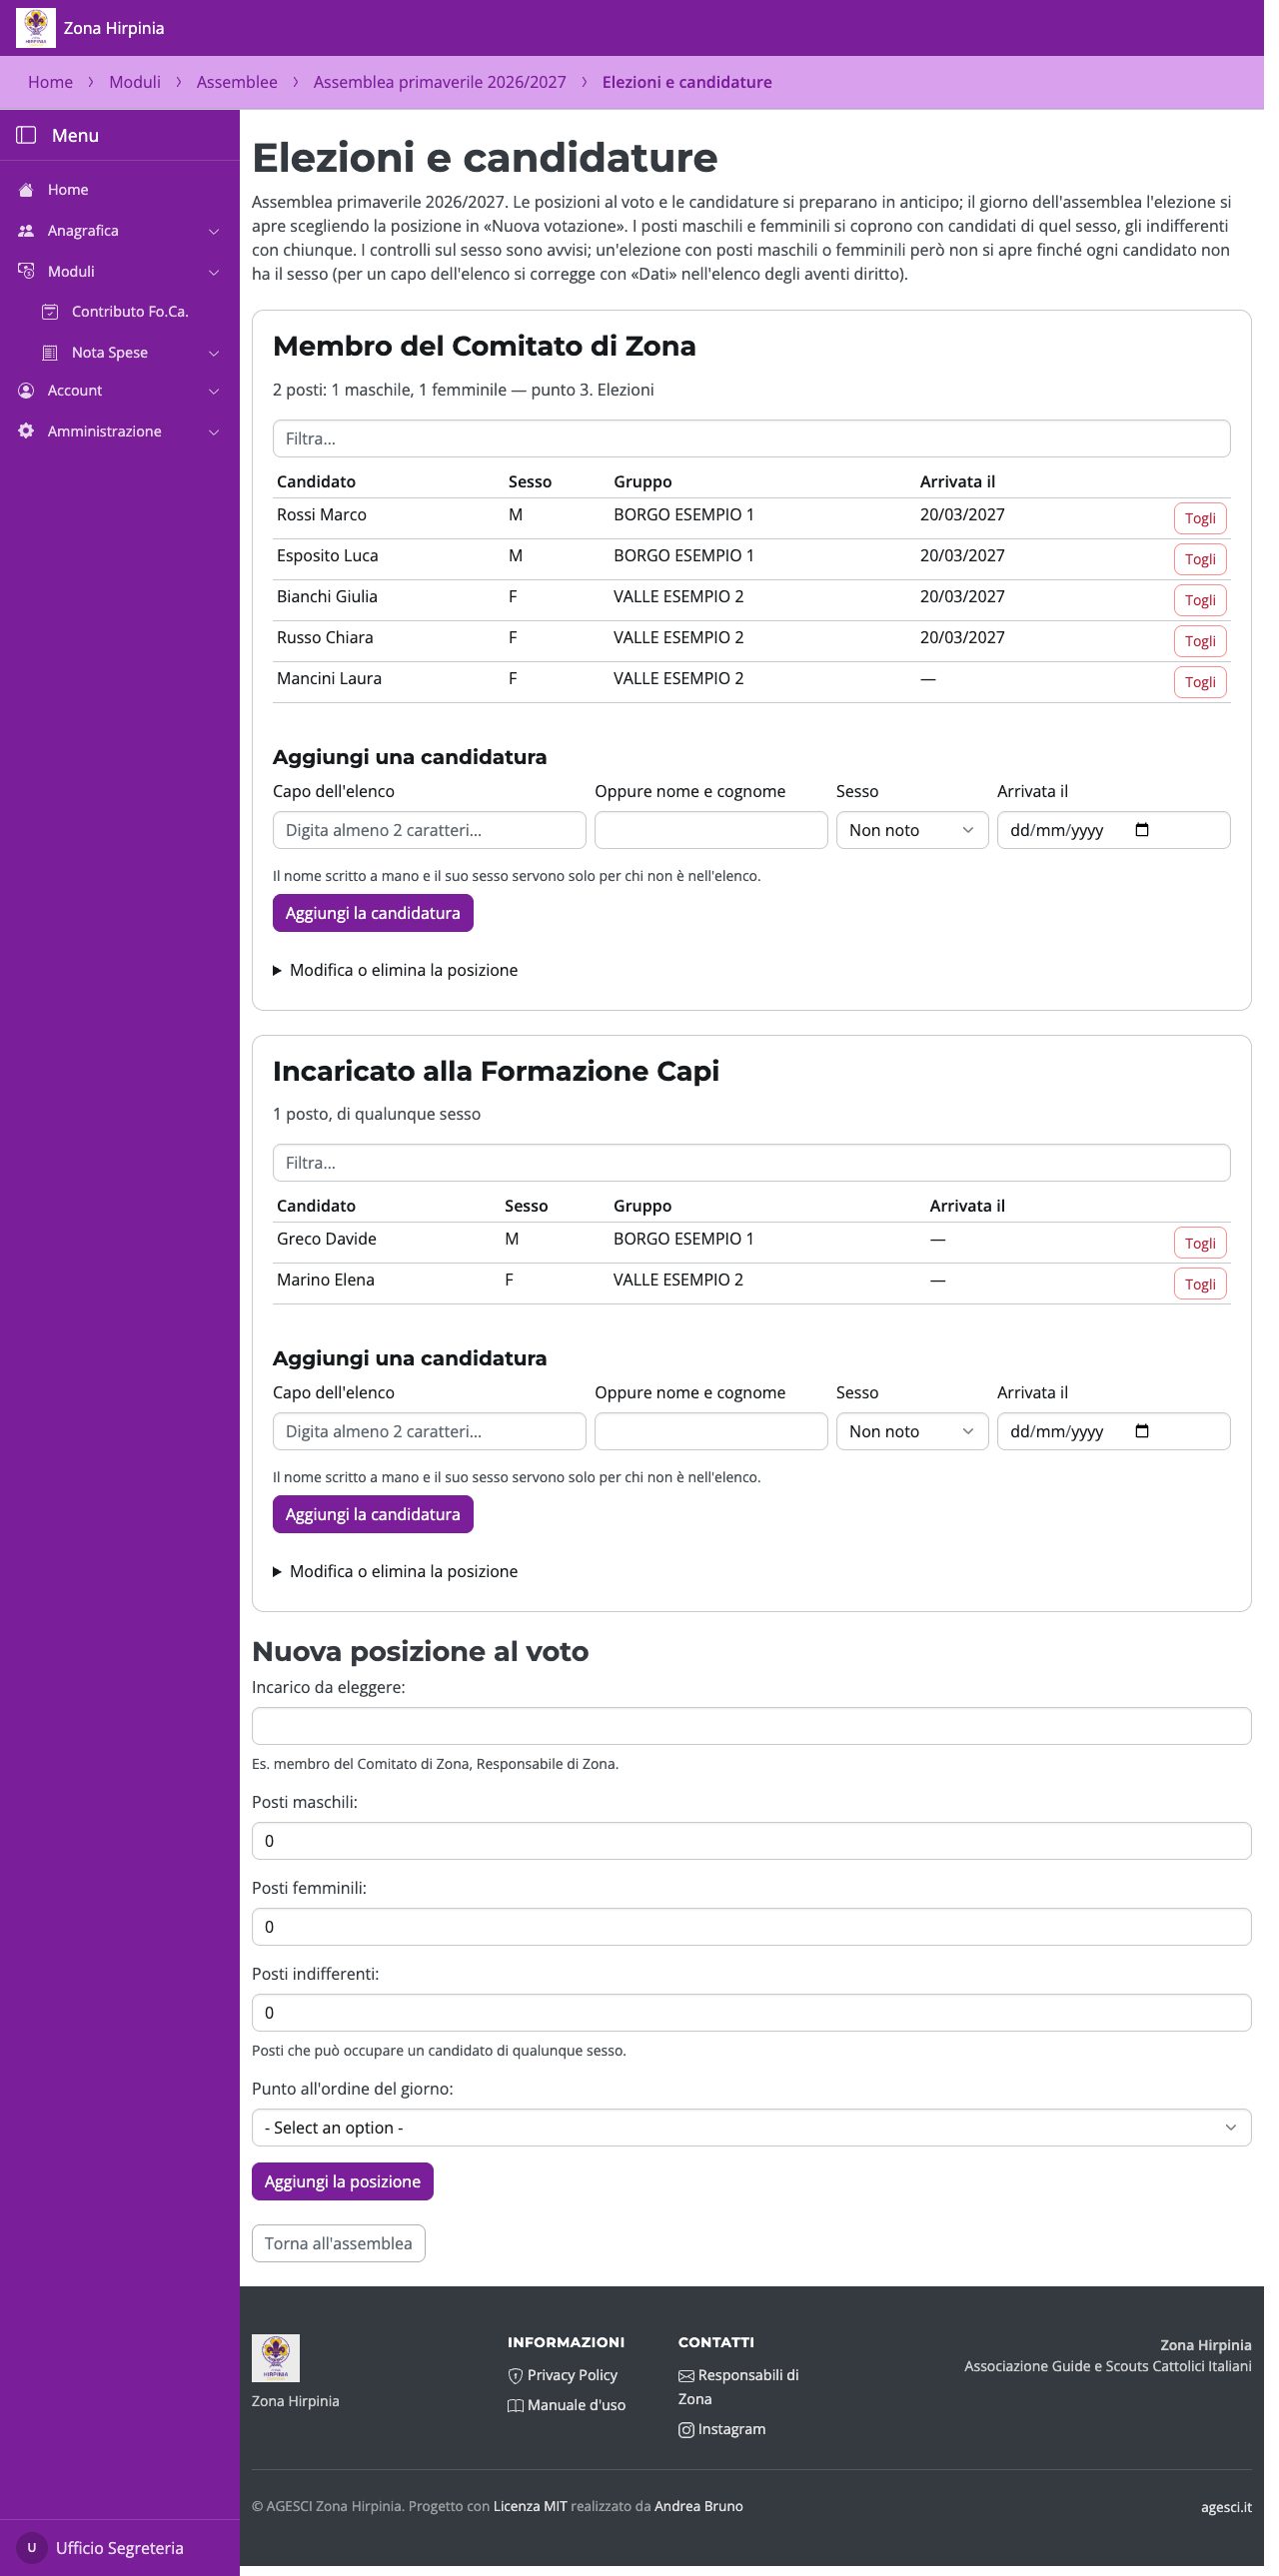 Zona Hirpinia
Home
Moduli
Assemblee
Assemblea primaverile 2026/2027
Elezioni e candidature
Menu
Home
Anagrafica
Moduli
Contributo Fo.Ca.
Nota Spese
Account
Amministrazione
Elezioni e candidature
Assemblea primaverile 2026/2027. Le posizioni al voto e le candidature si preparano in anticipo; il giorno dell'assemblea l'elezione si
apre scegliendo la posizione in «Nuova votazione». I posti maschili e femminili si coprono con candidati di quel sesso, gli indifferenti
con chiunque. I controlli sul sesso sono avvisi; un'elezione con posti maschili o femminili però non si apre finché ogni candidato non
ha il sesso (per un capo dell'elenco si corregge con «Dati» nell'elenco degli aventi diritto).
Membro del Comitato di Zona
2 posti: 1 maschile, 1 femminile — punto 3. Elezioni
Filtra...
Candidato Sesso Gruppo Arrivata il
Rossi Marco M BORGO ESEMPIO 1 20/03/2027 Togli
Esposito Luca M BORGO ESEMPIO 1 20/03/2027 Togli
Bianchi Giulia F VALLE ESEMPIO 2 20/03/2027 Togli
Russo Chiara F VALLE ESEMPIO 2 20/03/2027 Togli
Mancini Laura F VALLE ESEMPIO 2 — Togli
Aggiungi una candidatura
Capo dell'elenco Oppure nome e cognome Sesso Arrivata il
Digita almeno 2 caratteri... Non noto dd/mm/yyyy
Il nome scritto a mano e il suo sesso servono solo per chi non è nell'elenco.
Aggiungi la candidatura
Modifica o elimina la posizione
Incaricato alla Formazione Capi
1 posto, di qualunque sesso
Filtra...
Candidato Sesso Gruppo Arrivata il
Greco Davide M BORGO ESEMPIO 1 — Togli
Marino Elena F VALLE ESEMPIO 2 — Togli
Aggiungi una candidatura
Capo dell'elenco Oppure nome e cognome Sesso Arrivata il
Digita almeno 2 caratteri... Non noto dd/mm/yyyy
Il nome scritto a mano e il suo sesso servono solo per chi non è nell'elenco.
Aggiungi la candidatura
Modifica o elimina la posizione
Nuova posizione al voto
Incarico da eleggere:
Es. membro del Comitato di Zona, Responsabile di Zona.
Posti maschili:
0
Posti femminili:
0
Posti indifferenti:
0
Posti che può occupare un candidato di qualunque sesso.
Punto all'ordine del giorno:
- Select an option -
Aggiungi la posizione
Torna all'assemblea
HIRPINIA
Zona Hirpinia
INFORMAZIONI
Privacy Policy
Manuale d'uso
CONTATTI
Responsabili di
Zona
Instagram
Zona Hirpinia
Associazione Guide e Scouts Cattolici Italiani
© AGESCI Zona Hirpinia. Progetto con Licenza MIT realizzato da Andrea Bruno
agesci.it
U Ufficio Segreteria